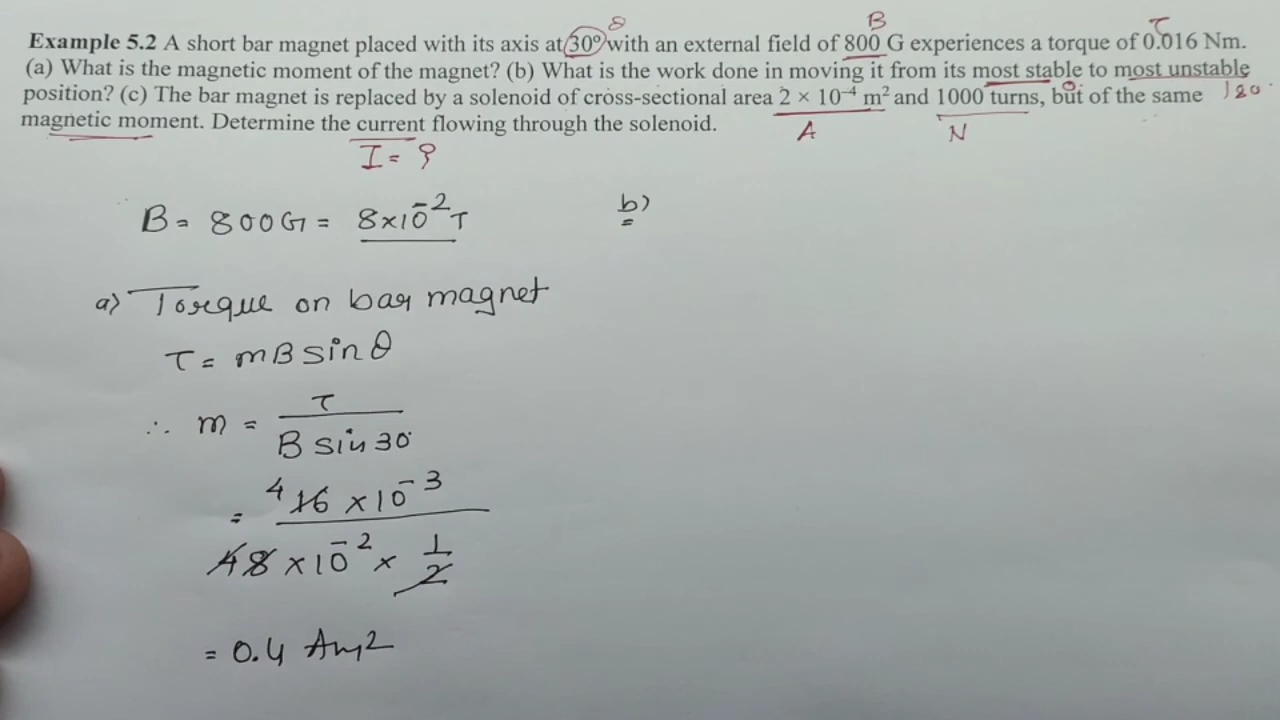 θ B τ
Example 5.2 A short bar magnet placed with its axis at 30° with an external field of 800 G experiences a torque of 0.016 Nm.
(a) What is the magnetic moment of the magnet? (b) What is the work done in moving it from its most stable to most unstable
position? (c) The bar magnet is replaced by a solenoid of cross-sectional area 2 × 10⁻⁴ m² and 1000 turns, but of the same
0° 180°
magnetic moment. Determine the current flowing through the solenoid.
A N
I = ?
B = 800G = 8×10⁻² T
b)
a) Torque on bar magnet
τ = mB sin θ
∴ m = τ / B sin 30
= 4 16 × 10⁻³ / 4 8 × 10⁻² × 1/2
= 0.4 Am²